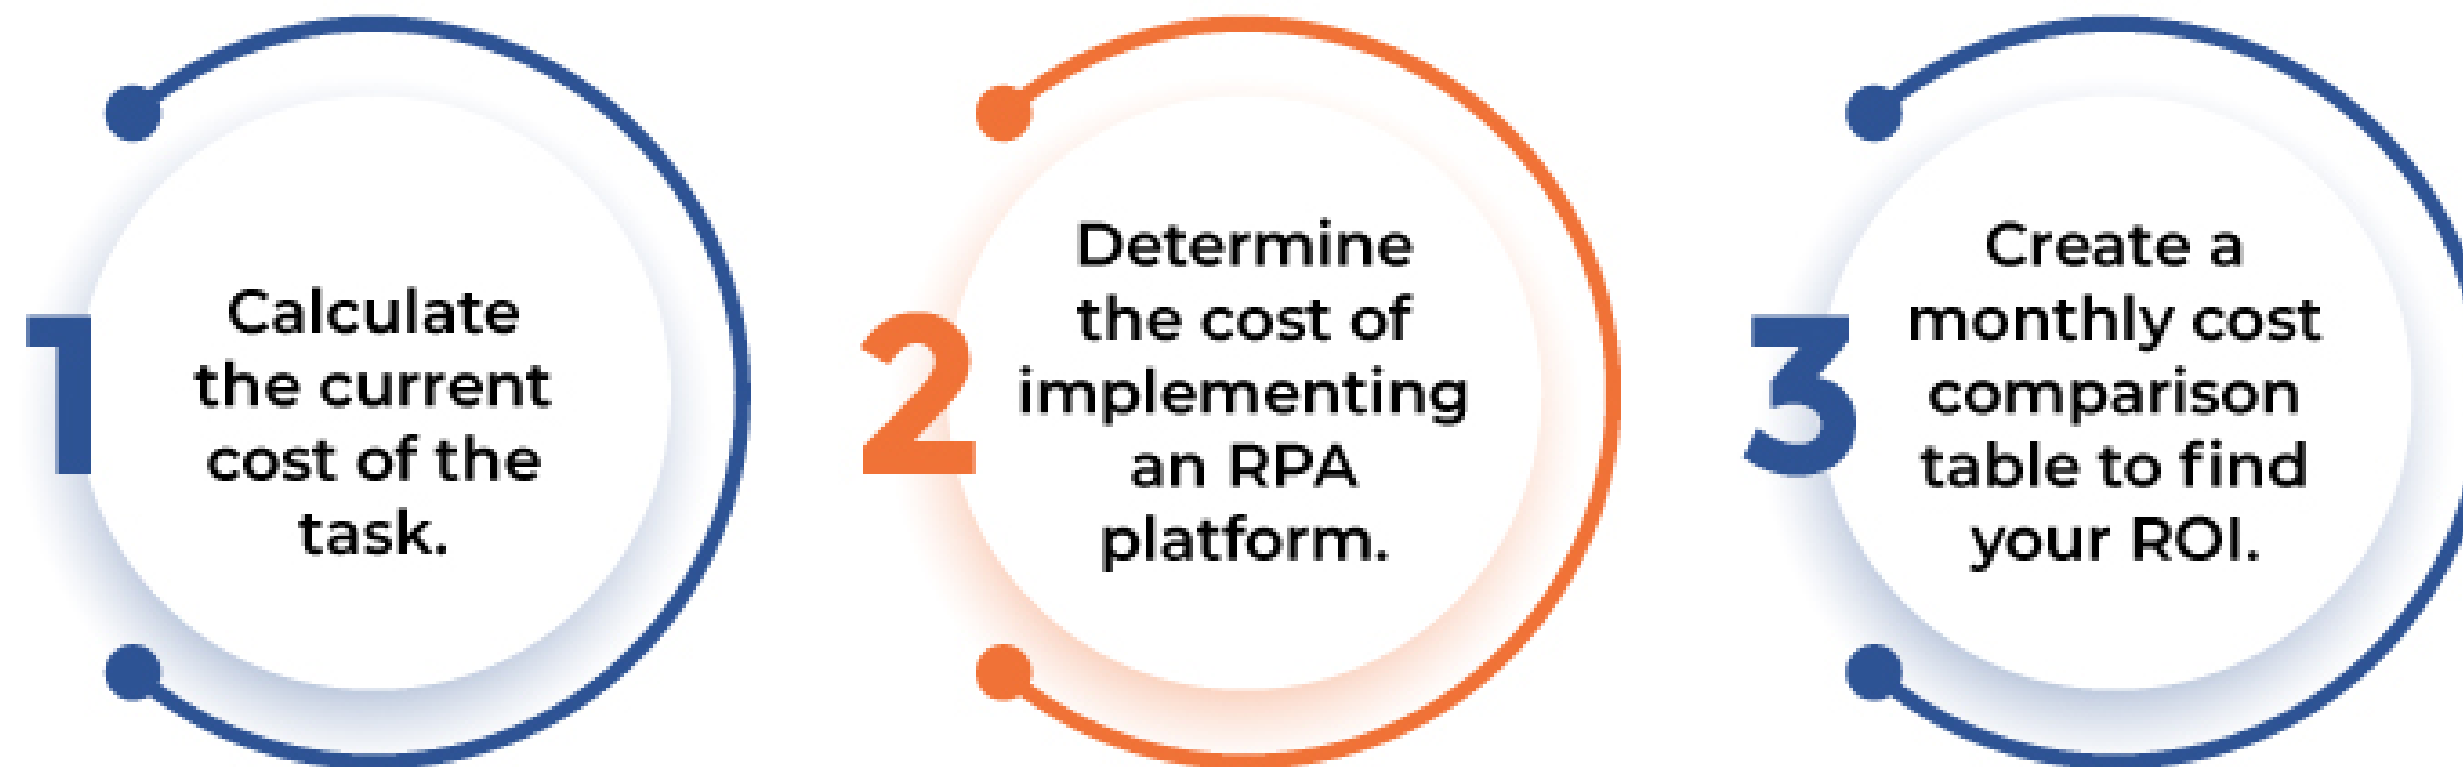 1
Calculate
the current
cost of the
task.
2
Determine
the cost of
implementing
an RPA
platform.
3
Create a
monthly cost
comparison
table to find
your ROI.